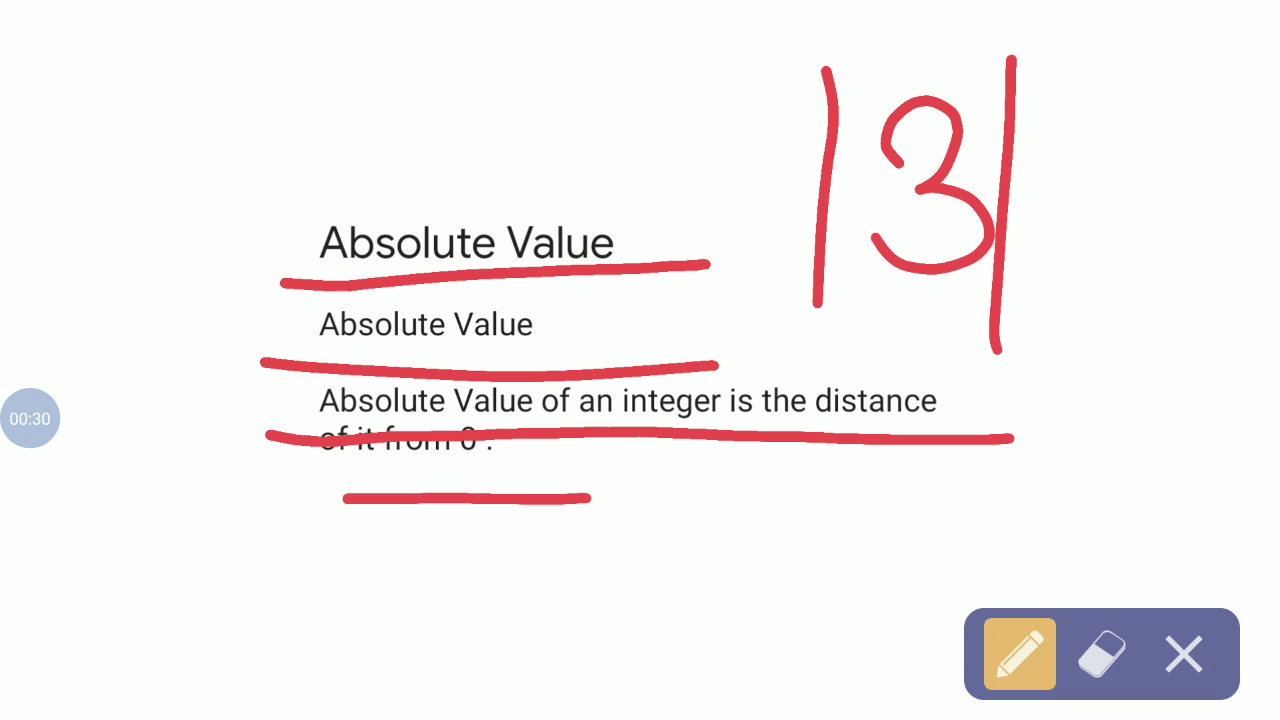 |3|
Absolute Value
Absolute Value
Absolute Value of an integer is the distance
of it from 0 .
00:30